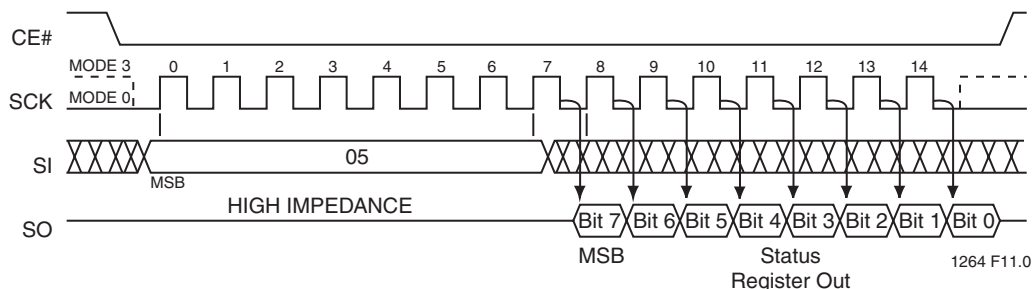 CE#
MODE 3
0 1 2 3 4 5 6 7 8 9 10 11 12 13 14
SCK
MODE 0
SI
05
MSB
HIGH IMPEDANCE
SO
Bit 7 Bit 6 Bit 5 Bit 4 Bit 3 Bit 2 Bit 1 Bit 0
MSB
Status
Register Out
1264 F11.0